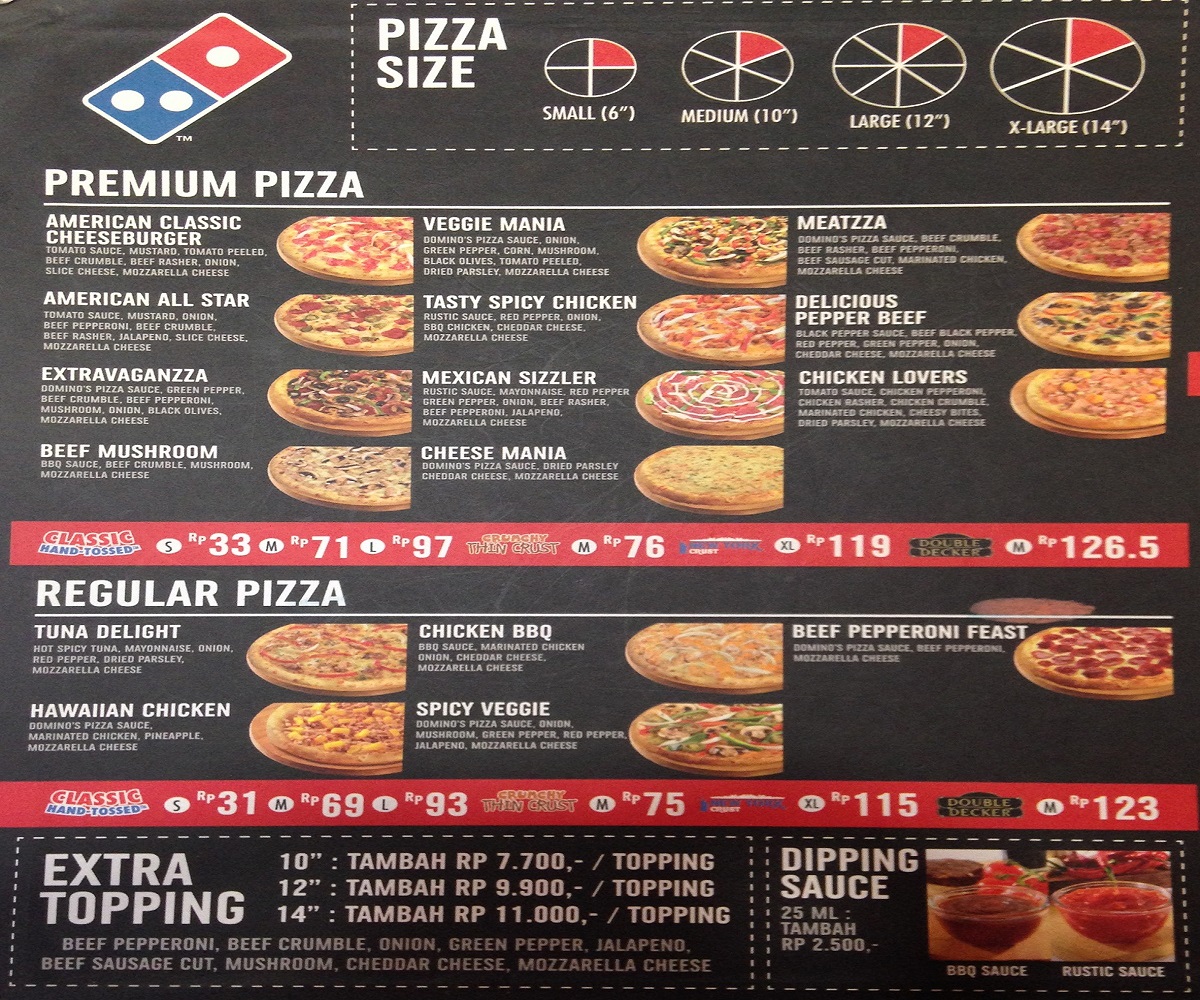 PIZZA
SIZE
SMALL (6")
MEDIUM (10")
LARGE (12")
X-LARGE (14")
TM
PREMIUM PIZZA
AMERICAN CLASSIC
CHEESEBURGER
TOMATO SAUCE, MUSTARD, TOMATO PEELED,
BEEF CRUMBLE, BEEF RASHER, ONION,
SLICE CHEESE, MOZZARELLA CHEESE
AMERICAN ALL STAR
TOMATO SAUCE, MUSTARD, ONION,
BEEF PEPPERONI, BEEF CRUMBLE,
BEEF RASHER, JALAPENO, SLICE CHEESE,
MOZZARELLA CHEESE
EXTRAVAGANZZA
DOMINO'S PIZZA SAUCE, GREEN PEPPER,
BEEF CRUMBLE, BEEF PEPPERONI,
MUSHROOM, ONION, BLACK OLIVES,
MOZZARELLA CHEESE
BEEF MUSHROOM
BBQ SAUCE, BEEF CRUMBLE, MUSHROOM,
MOZZARELLA CHEESE
VEGGIE MANIA
DOMINO'S PIZZA SAUCE, ONION,
GREEN PEPPER, CORN, MUSHROOM,
BLACK OLIVES, TOMATO PEELED,
DRIED PARSLEY, MOZZARELLA CHEESE
TASTY SPICY CHICKEN
RUSTIC SAUCE, RED PEPPER, ONION,
BBQ CHICKEN, CHEDDAR CHEESE,
MOZZARELLA CHEESE
MEXICAN SIZZLER
RUSTIC SAUCE, MAYONNAISE, RED PEPPER
GREEN PEPPER, ONION, BEEF RASHER,
BEEF PEPPERONI, JALAPENO,
MOZZARELLA CHEESE
CHEESE MANIA
DOMINO'S PIZZA SAUCE, DRIED PARSLEY
CHEDDAR CHEESE, MOZZARELLA CHEESE
MEATZZA
DOMINO'S PIZZA SAUCE, BEEF CRUMBLE,
BEEF RASHER, BEEF PEPPERONI,
BEEF SAUSAGE CUT, MARINATED CHICKEN,
MOZZARELLA CHEESE
DELICIOUS
PEPPER BEEF
BLACK PEPPER SAUCE, BEEF BLACK PEPPER,
RED PEPPER, GREEN PEPPER, ONION,
CHEDDAR CHEESE, MOZZARELLA CHEESE
CHICKEN LOVERS
TOMATO SAUCE, CHICKEN PEPPERONI,
CHICKEN RASHER, CHICKEN CRUMBLE,
MARINATED CHICKEN, CHEESY BITES,
DRIED PARSLEY, MOZZARELLA CHEESE
CLASSIC HAND-TOSSED S Rp 33 M Rp 71 L Rp 97 CRUNCHY THIN CRUST M Rp 76 CRUST XL Rp 119 DOUBLE DECKER M Rp 126.5
REGULAR PIZZA
TUNA DELIGHT
HOT SPICY TUNA, MAYONNAISE, ONION,
RED PEPPER, DRIED PARSLEY,
MOZZARELLA CHEESE
HAWAIIAN CHICKEN
DOMINO'S PIZZA SAUCE,
MARINATED CHICKEN, PINEAPPLE,
MOZZARELLA CHEESE
CHICKEN BBQ
BBQ SAUCE, MARINATED CHICKEN
ONION, CHEDDAR CHEESE,
MOZZARELLA CHEESE
SPICY VEGGIE
DOMINO'S PIZZA SAUCE, ONION,
MUSHROOM, GREEN PEPPER, RED PEPPER,
JALAPENO, MOZZARELLA CHEESE
BEEF PEPPERONI FEAST
DOMINO'S PIZZA SAUCE, BEEF PEPPERONI,
MOZZARELLA CHEESE
CLASSIC HAND-TOSSED S Rp 31 M Rp 69 L Rp 93 CRUNCHY THIN CRUST M Rp 75 CRUST XL Rp 115 DOUBLE DECKER M Rp 123
EXTRA
TOPPING
10" : TAMBAH RP 7.700,- / TOPPING
12" : TAMBAH RP 9.900,- / TOPPING
14" : TAMBAH RP 11.000,- / TOPPING
BEEF PEPPERONI, BEEF CRUMBLE, ONION, GREEN PEPPER, JALAPENO,
BEEF SAUSAGE CUT, MUSHROOM, CHEDDAR CHEESE, MOZZARELLA CHEESE
DIPPING
SAUCE
25 ML :
TAMBAH
RP 2.500,-
BBQ SAUCE
RUSTIC SAUCE